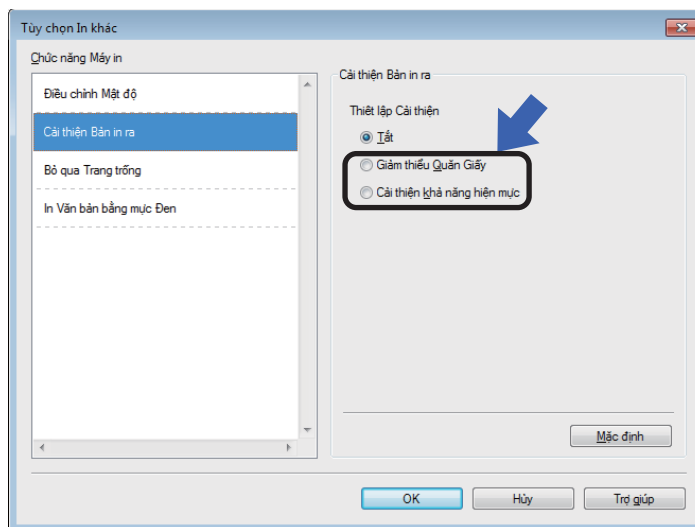 Tùy chọn In khác
Chức năng Máy in
Điều chỉnh Mật độ
Cải thiện Bản in ra
Bỏ qua Trang trống
In Văn bản bằng mực Đen
Cải thiện Bản in ra
Thiết lập Cải thiện
Tắt
Giảm thiểu Quăn Giấy
Cải thiện khả năng hiện mực
Mặc định
OK
Hủy
Trợ giúp